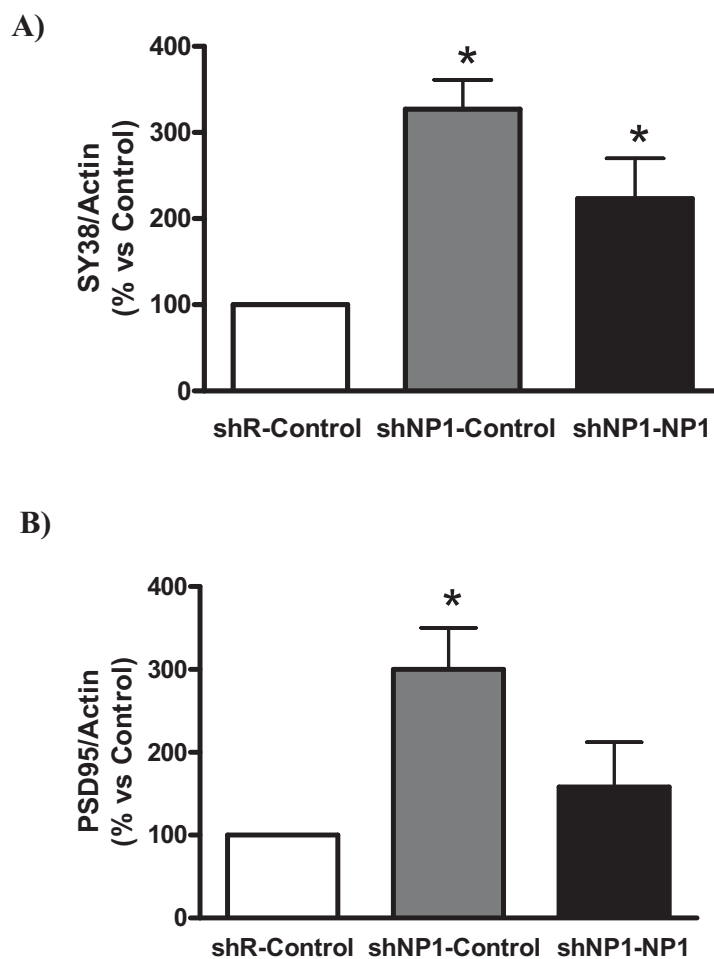 A)
SY38/Actin
(% vs Control)
400
300
200
100
0
*
*
shR-Control shNP1-Control shNP1-NP1
B)
PSD95/Actin
(% vs Control)
400
300
200
100
0
*
shR-Control shNP1-Control shNP1-NP1